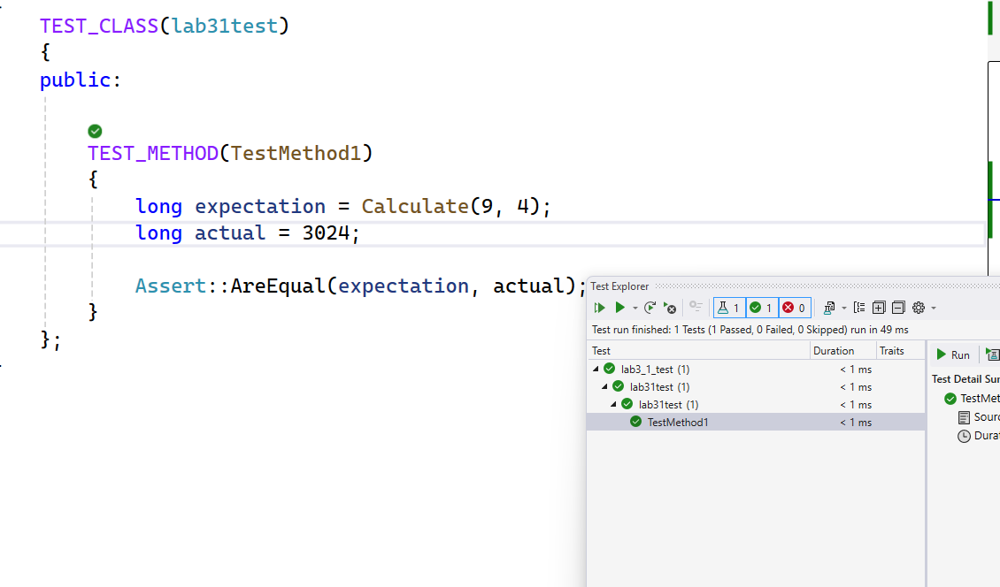 TEST_CLASS(lab31test)
{
public:
TEST_METHOD(TestMethod1)
{
long expectation = Calculate(9, 4);
long actual = 3024;
Assert::AreEqual(expectation, actual);
}
};
Test Explorer
1 1 0
Test run finished: 1 Tests (1 Passed, 0 Failed, 0 Skipped) run in 49 ms
Test Duration Traits
lab3_1_test (1) < 1 ms
lab31test (1) < 1 ms
lab31test (1) < 1 ms
TestMethod1 < 1 ms
Run
Test Detail Sur
TestMet
Sourc
Durat